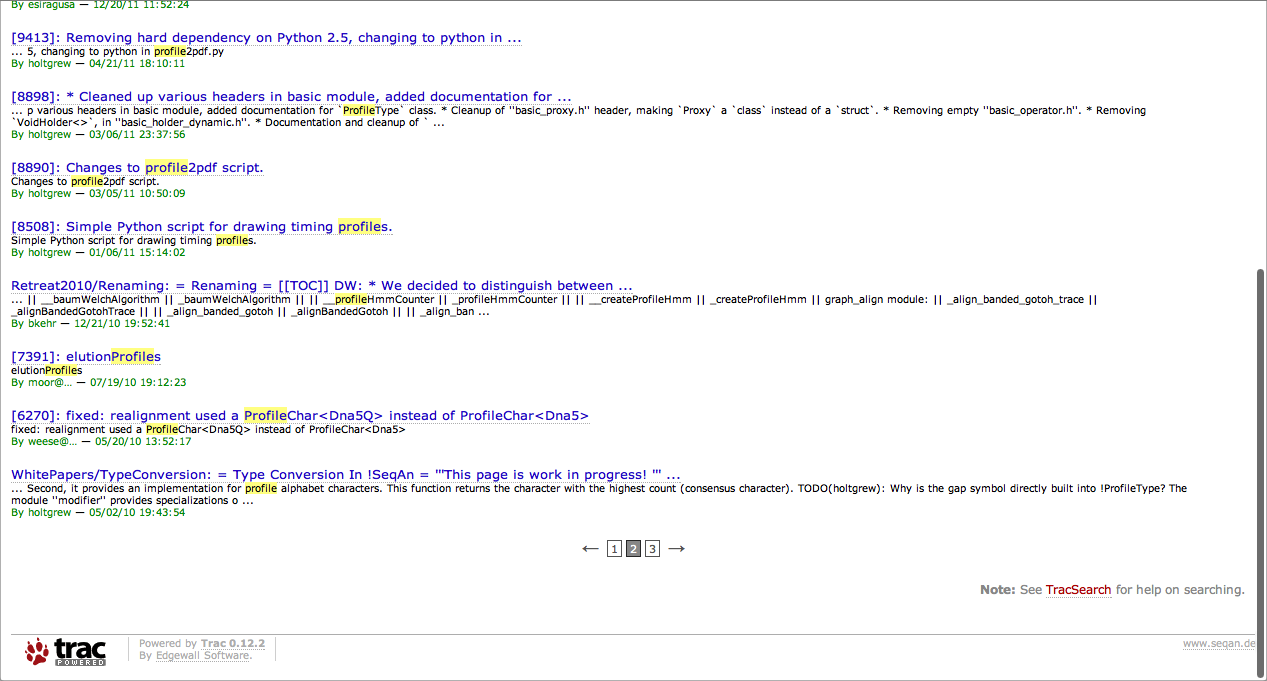 By esiragusa — 12/20/11 11:52:24
[9413]: Removing hard dependency on Python 2.5, changing to python in ...
... 5, changing to python in profile2pdf.py
By holtgrew — 04/21/11 18:10:11
[8898]: * Cleaned up various headers in basic module, added documentation for ...
... p various headers in basic module, added documentation for `ProfileType` class. * Cleanup of "basic_proxy.h" header, making `Proxy` a `class` instead of a `struct`. * Removing empty "basic_operator.h". * Removing
`VoidHolder<>`, in "basic_holder_dynamic.h". * Documentation and cleanup of ` ...
By holtgrew — 03/06/11 23:37:56
[8890]: Changes to profile2pdf script.
Changes to profile2pdf script.
By holtgrew — 03/05/11 10:50:09
[8508]: Simple Python script for drawing timing profiles.
Simple Python script for drawing timing profiles.
By holtgrew — 01/06/11 15:14:02
Retreat2010/Renaming: = Renaming = [[TOC]] DW: * We decided to distinguish between ...
... || __baumWelchAlgorithm || _baumWelchAlgorithm || || __profileHmmCounter || _profileHmmCounter || || __createProfileHmm || _createProfileHmm || graph_align module: || _align_banded_gotoh_trace ||
_alignBandedGotohTrace || || _align_banded_gotoh || _alignBandedGotoh || || _align_ban ...
By bkehr — 12/21/10 19:52:41
[7391]: elutionProfiles
elutionProfiles
By moor@... — 07/19/10 19:12:23
[6270]: fixed: realignment used a ProfileChar<Dna5Q> instead of ProfileChar<Dna5>
fixed: realignment used a ProfileChar<Dna5Q> instead of ProfileChar<Dna5>
By weese@... — 05/20/10 13:52:17
WhitePapers/TypeConversion: = Type Conversion In !SeqAn = '''This page is work in progress! ''' ...
... Second, it provides an implementation for profile alphabet characters. This function returns the character with the highest count (consensus character). TODO(holtgrew): Why is the gap symbol directly built into !ProfileType? The
module "modifier" provides specializations o ...
By holtgrew — 05/02/10 19:43:54
← 1 2 3 →
Note: See TracSearch for help on searching.
trac
POWERED
Powered by Trac 0.12.2
By Edgewall Software.
www.seqan.de